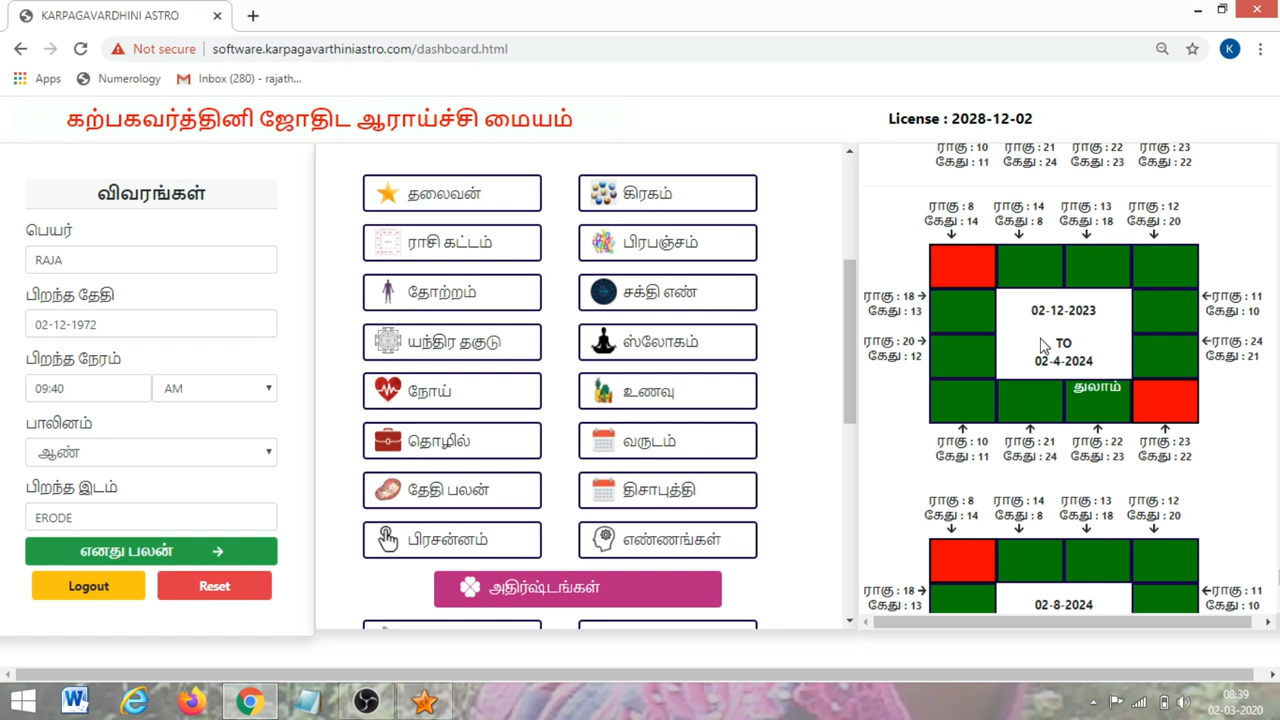 KARPAGAVARDHINI ASTRO
Not secure
software.karpagavarthiniastro.com/dashboard.html
K
Apps
Numerology
Inbox (280) - rajath...
கற்பகவர்த்தினி ஜோதிட ஆராய்ச்சி மையம்
License : 2028-12-02
விவரங்கள்
பெயர்
RAJA
பிறந்த தேதி
02-12-1972
பிறந்த நேரம்
09:40
AM
பாலினம்
ஆண்
பிறந்த இடம்
ERODE
எனது பலன்
Logout
Reset
தலைவன்
கிரகம்
ராசி கட்டம்
பிரபஞ்சம்
தோற்றம்
சக்தி எண்
யந்திர தகுடு
ஸ்லோகம்
நோய்
உணவு
தொழில்
வருடம்
தேதி பலன்
திசாபுத்தி
பிரசன்னம்
எண்ணங்கள்
அதிர்ஷ்டங்கள்
ராகு : 10 ராகு : 21 ராகு : 22 ராகு : 23
கேது : 11 கேது : 24 கேது : 23 கேது : 22
ராகு : 8 ராகு : 14 ராகு : 13 ராகு : 12
கேது : 14 கேது : 8 கேது : 18 கேது : 20
ராகு : 18
கேது : 13
02-12-2023
ராகு : 11
கேது : 10
ராகு : 20
கேது : 12
TO
02-4-2024
ராகு : 24
கேது : 21
துலாம்
ராகு : 10 ராகு : 21 ராகு : 22 ராகு : 23
கேது : 11 கேது : 24 கேது : 23 கேது : 22
ராகு : 8 ராகு : 14 ராகு : 13 ராகு : 12
கேது : 14 கேது : 8 கேது : 18 கேது : 20
ராகு : 18
கேது : 13
02-8-2024
ராகு : 11
கேது : 10
08:39
02-03-2020